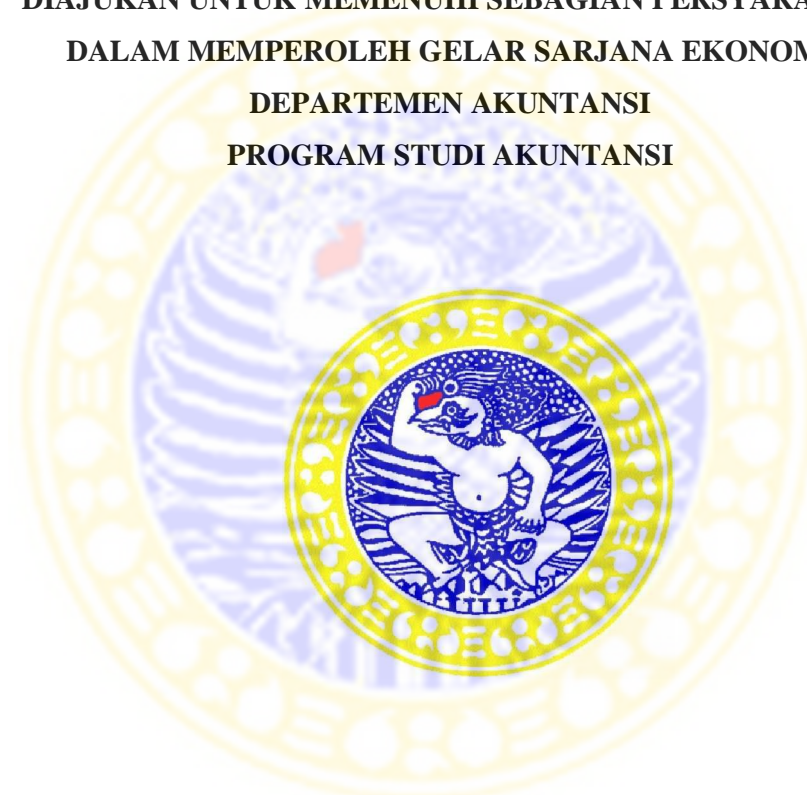 DIAJUKAN UNTUK MEMENUHI SEBAGIAN
DALAM MEMPEROLEH GELAR SARJANA
DEPARTEMEN AKUNTANSI
PROGRAM STUDI AKUNTANSI